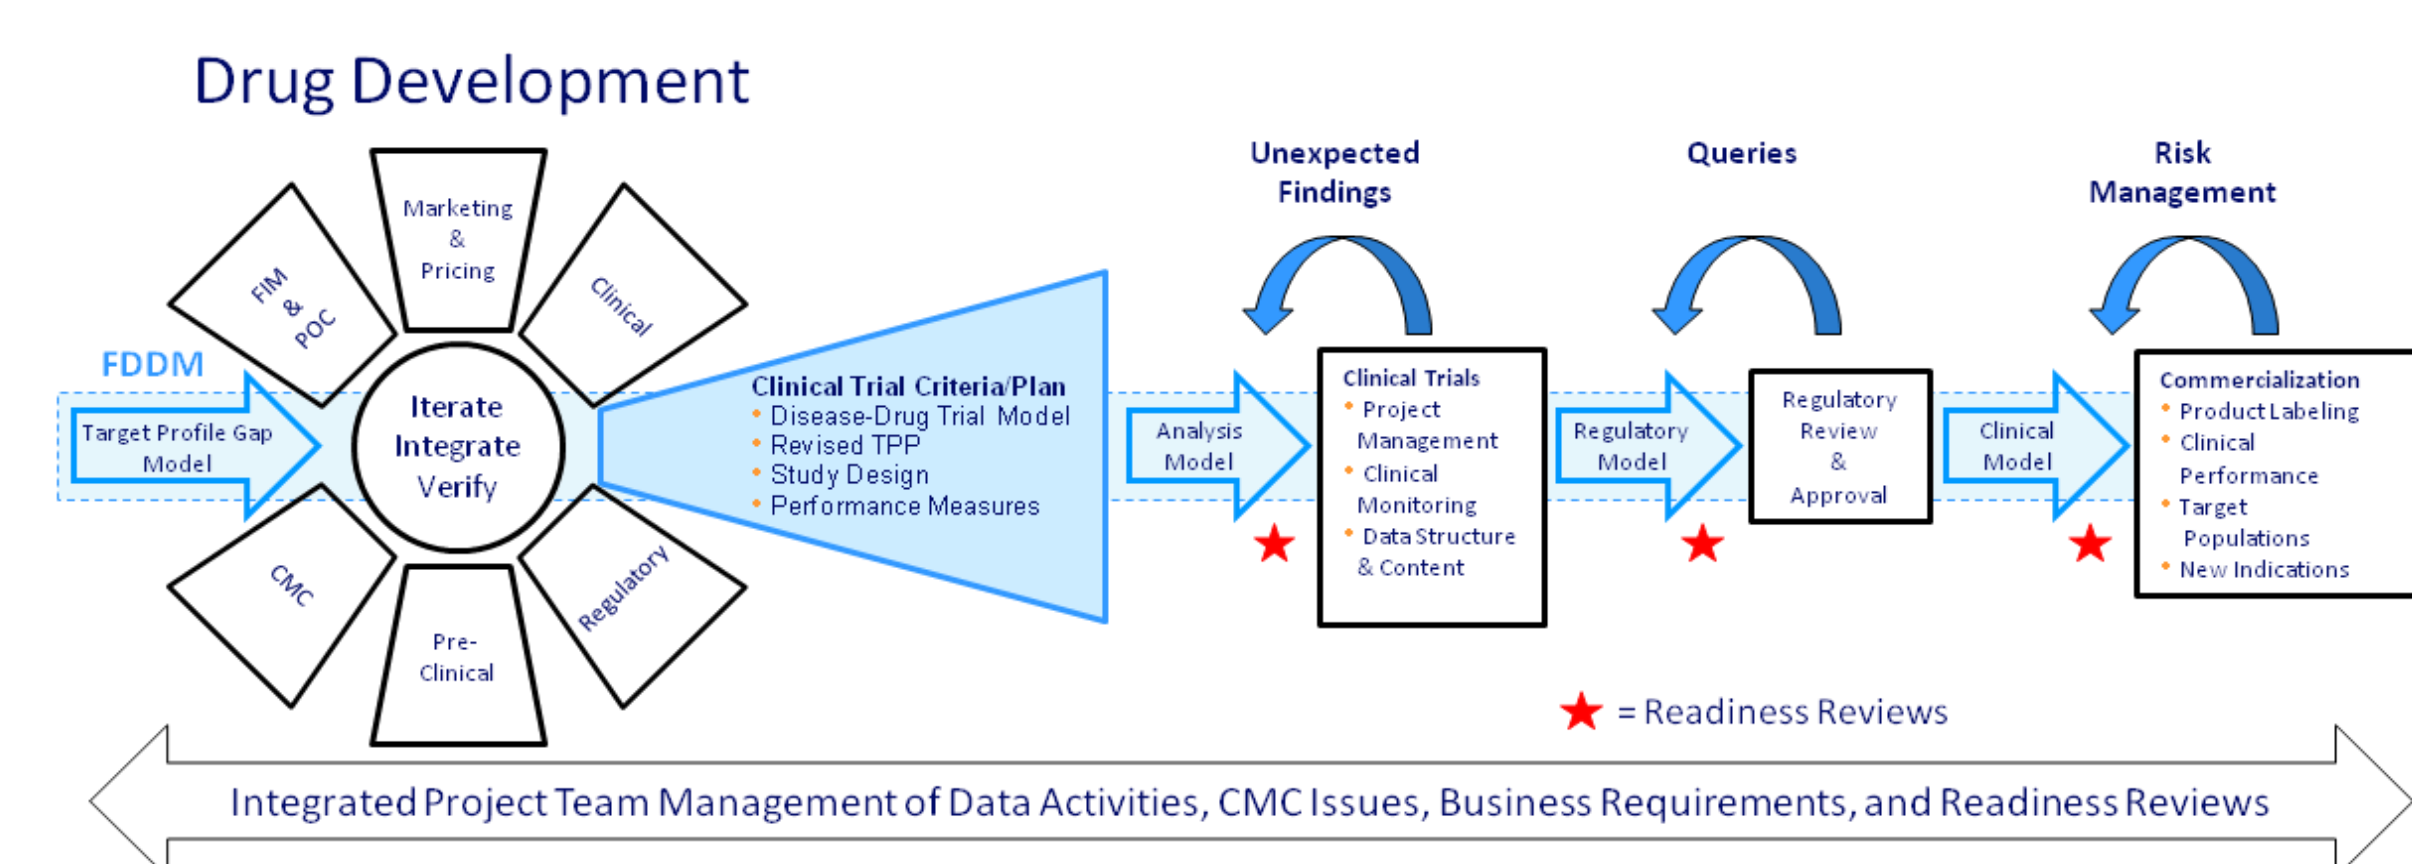 Drug Development
Marketing
&
Pricing
FIM
&
POC
Clinical
FDDM
Target Profile Gap
Model
Iterate
Integrate
Verify
CMC
Pre-
Clinical
Regulatory
Clinical Trial Criteria/Plan
• Disease-Drug Trial Model
• Revised TPP
• Study Design
• Performance Measures
Unexpected
Findings
Analysis
Model
Clinical Trials
• Project
Management
• Clinical
Monitoring
• Data Structure
& Content
Queries
Regulatory
Model
Regulatory
Review
&
Approval
Risk
Management
Clinical
Model
Commercialization
• Product Labeling
• Clinical
Performance
• Target
Populations
• New Indications
= Readiness Reviews
Integrated Project Team Management of Data Activities, CMC Issues, Business Requirements, and Readiness Reviews